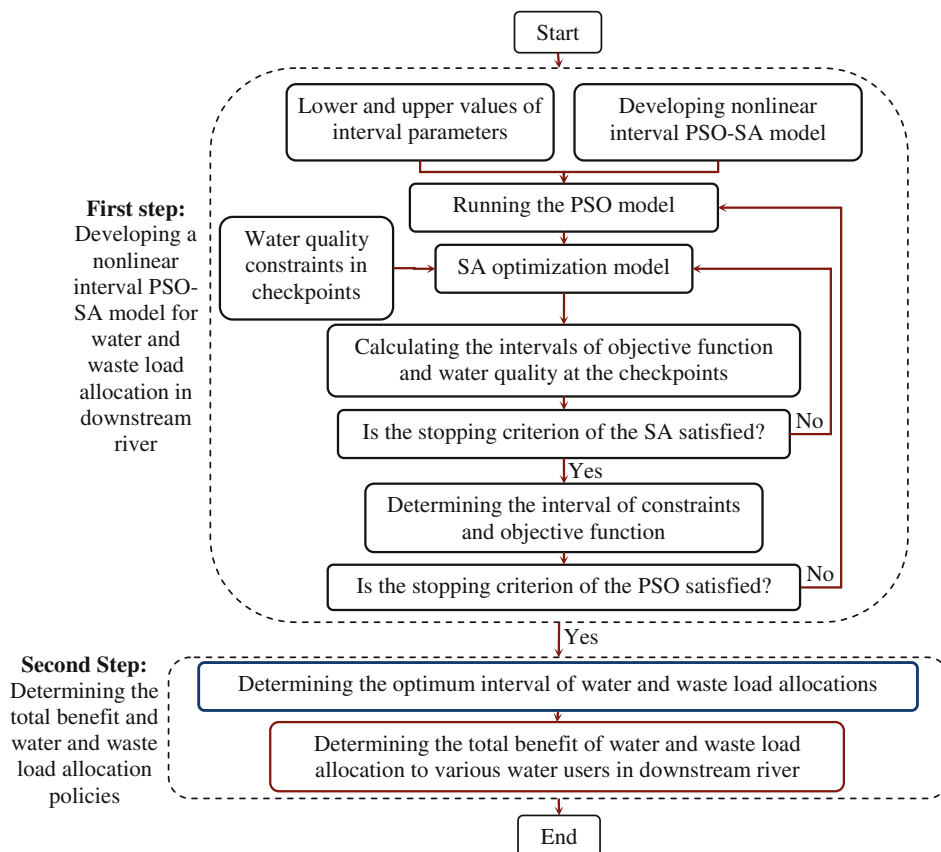 Start
Lower and upper values of
interval parameters
Developing nonlinear
interval PSO-SA model
First step:
Developing a
nonlinear
interval PSO-
SA model for
water and
waste load
allocation in
downstream
river
Running the PSO model
Water quality
constraints in
checkpoints
SA optimization model
Calculating the intervals of objective function
and water quality at the checkpoints
Is the stopping criterion of the SA satisfied?
No
Yes
Determining the interval of constraints
and objective function
Is the stopping criterion of the PSO satisfied?
No
Yes
Second Step:
Determining the
total benefit and
water and waste
load allocation
policies
Determining the optimum interval of water and waste load allocations
Determining the total benefit of water and waste load
allocation to various water users in downstream river
End